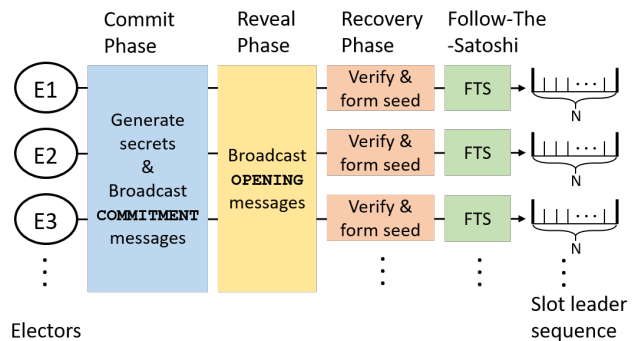 Commit
Phase
Reveal
Phase
Recovery
Phase
Follow-The
-Satoshi
E1
E2
E3
Generate
secrets
&
Broadcast
COMMITMENT
messages
Broadcast
OPENING
messages
Verify &
form seed
FTS
N
Verify &
form seed
FTS
N
Verify &
form seed
FTS
N
Electors
Slot leader
sequence